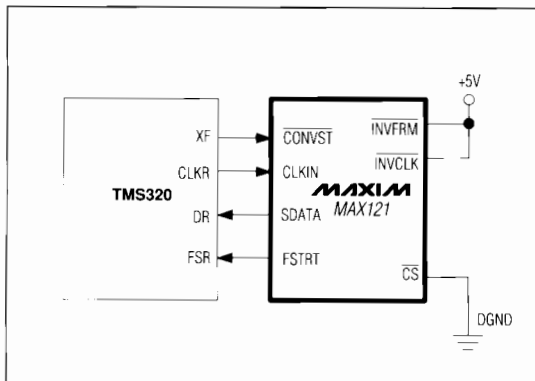 +5V
XF
CLKR
TMS320
DR
FSR
CONVST
CLKIN
MAXIM
MAX121
SDATA
FSTRT
INVFRM
INVCLK
CS
DGND